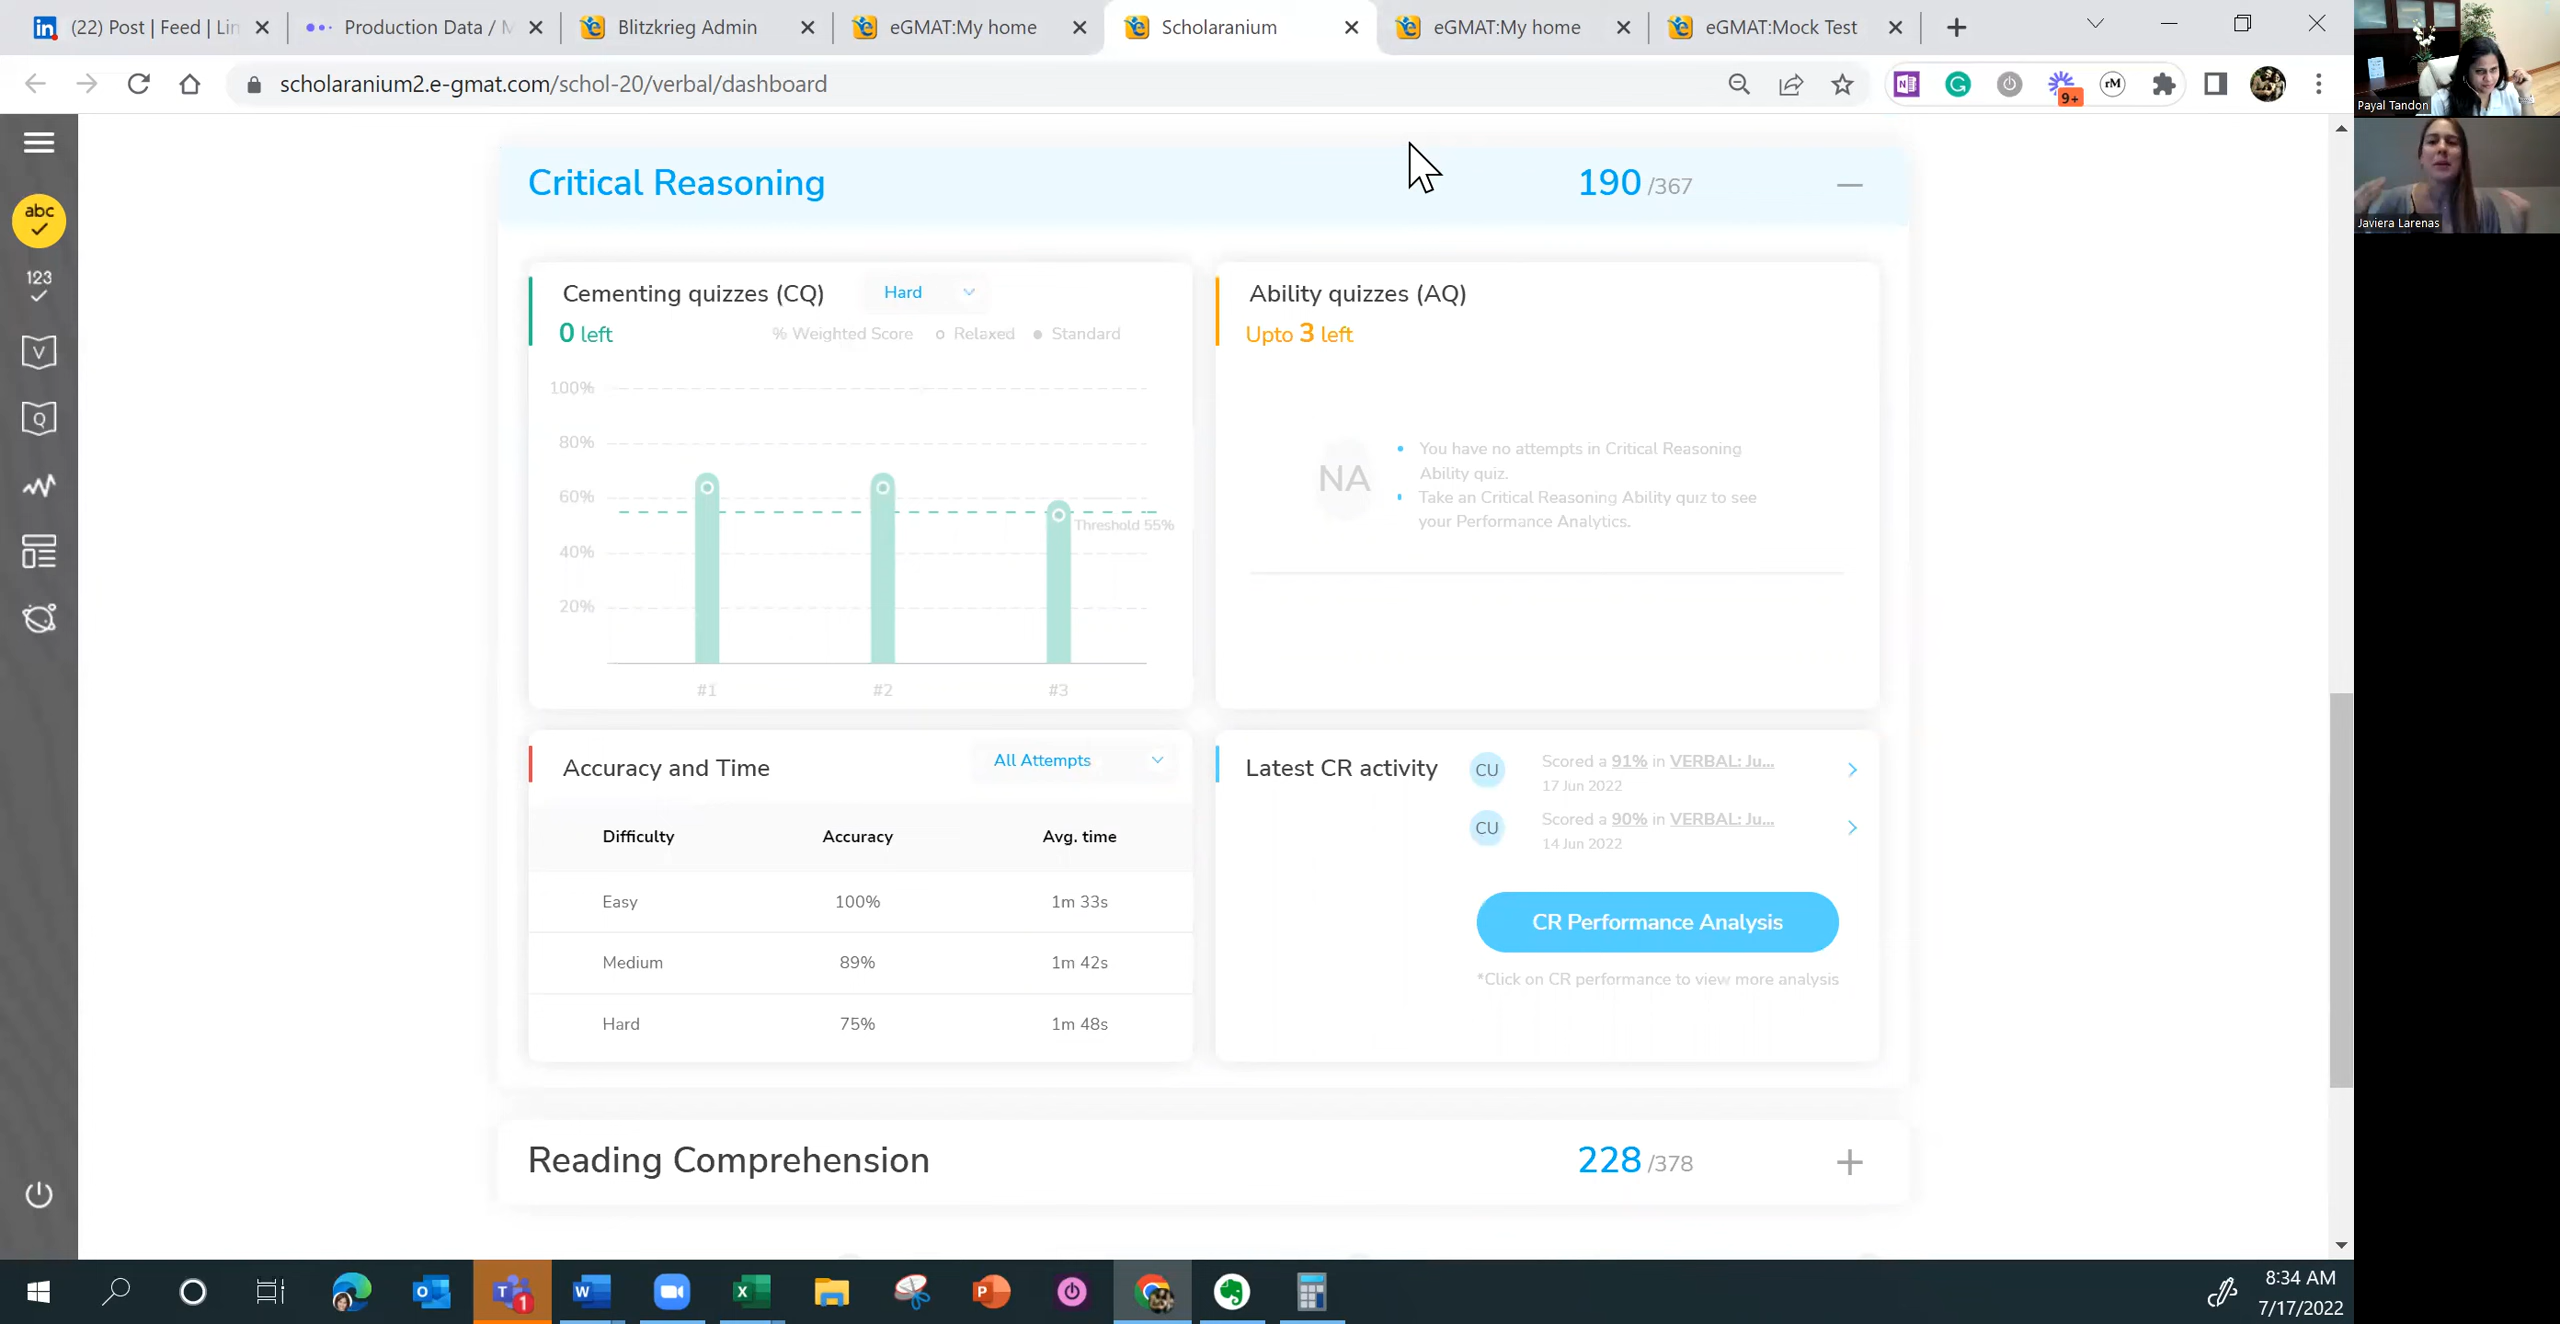 (22) Post | Feed | Lin
Production Data / M
Blitzkrieg Admin
eGMAT:My home
Scholaranium
eGMAT:My home
eGMAT:Mock Test
scholaranium2.e-gmat.com/schol-20/verbal/dashboard
9+
rM
Payal Tandon
Javiera Larenas
abc
123
V
Q
Critical Reasoning
190 /367
Cementing quizzes (CQ)
Hard
0 left
% Weighted Score
Relaxed
Standard
100%
80%
60%
40%
20%
Threshold 55%
#1
#2
#3
Ability quizzes (AQ)
Upto 3 left
NA
You have no attempts in Critical Reasoning
Ability quiz.
Take an Critical Reasoning Ability quiz to see
your Performance Analytics.
Accuracy and Time
All Attempts
Difficulty Accuracy Avg. time
Easy 100% 1m 33s
Medium 89% 1m 42s
Hard 75% 1m 48s
Latest CR activity
CU
Scored a 91% in VERBAL: Ju...
17 Jun 2022
CU
Scored a 90% in VERBAL: Ju...
14 Jun 2022
CR Performance Analysis
*Click on CR performance to view more analysis
Reading Comprehension
228 /378
8:34 AM
7/17/2022